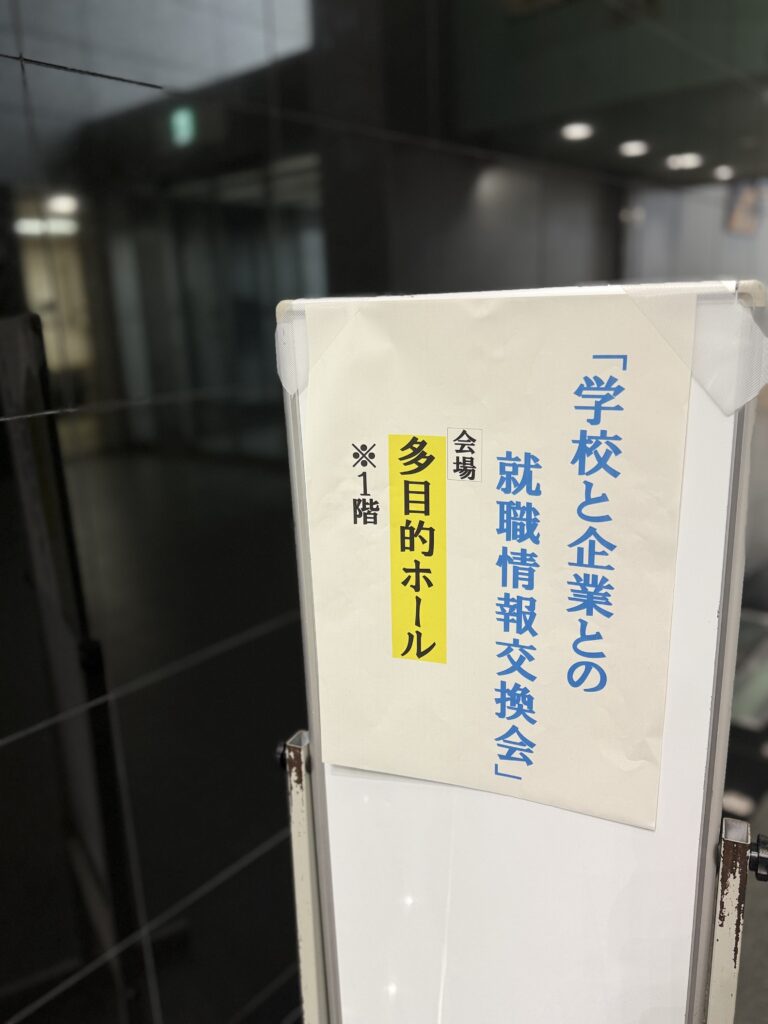 「学校と企業との
就職情報交換会」
会場
多目的ホール
※1階